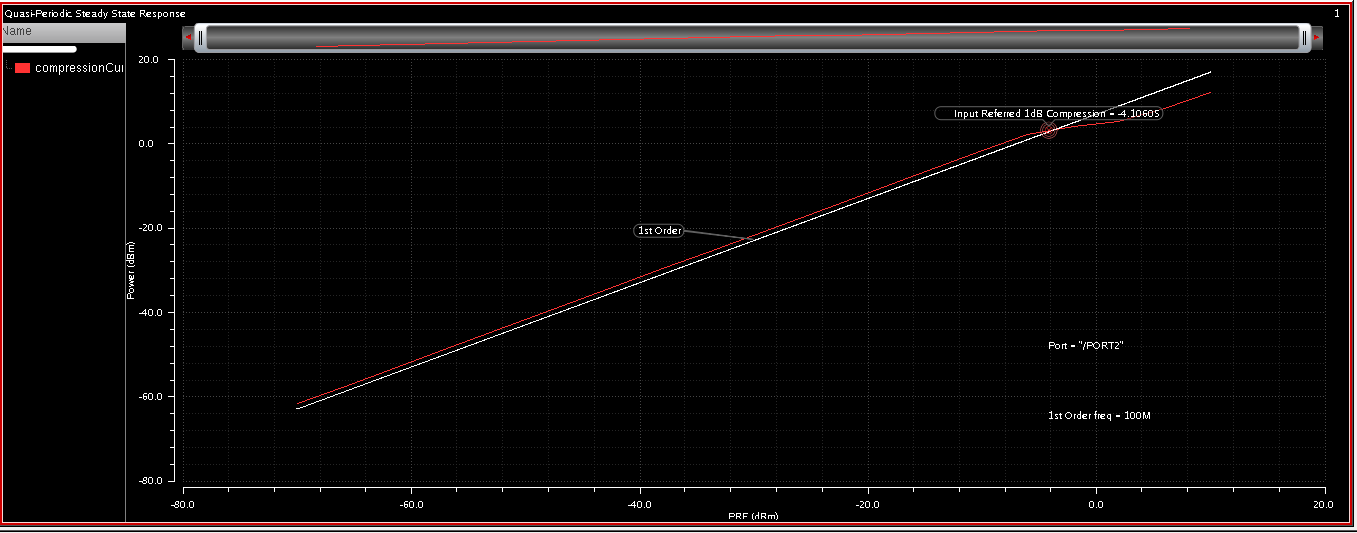 Quasi-Periodic Steady State Response
1
Name
compressionCur
20.0
Input Referred 1dB Compression = -4.10605
0.0
1st Order
-20.0
Power (dBm)
-40.0
Port = "/PORT2"
-60.0
1st Order freq = 100M
-80.0
-80.0 -60.0 -40.0 -20.0 0.0 20.0
PRF (dBm)